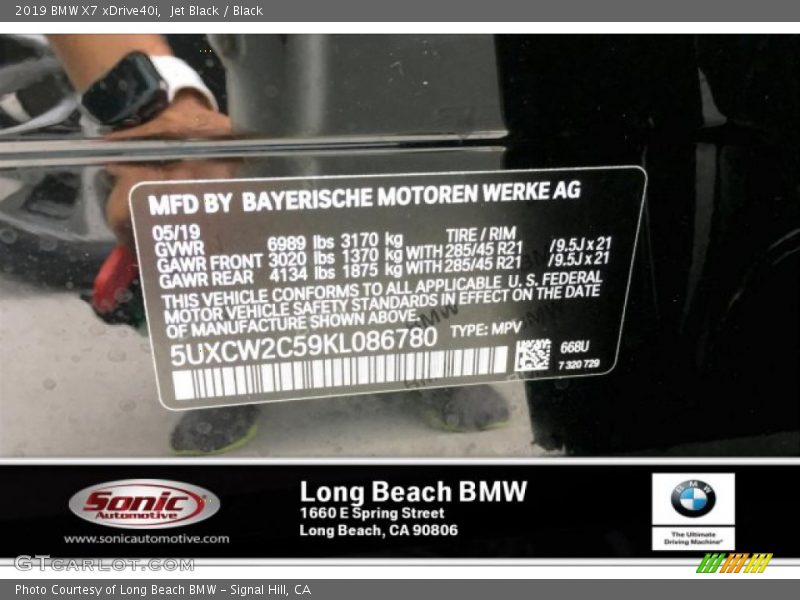 2019 BMW X7 xDrive40i, Jet Black / Black
MFD BY BAYERISCHE MOTOREN WERKE AG
05/19 TIRE / RIM
GVWR 6989 lbs 3170 kg
GAWR FRONT 3020 lbs 1370 kg WITH 285/45 R21 /9.5J x 21
GAWR REAR 4134 lbs 1875 kg WITH 285/45 R21 /9.5J x 21
THIS VEHICLE CONFORMS TO ALL APPLICABLE U. S. FEDERAL
MOTOR VEHICLE SAFETY STANDARDS IN EFFECT ON THE DATE
OF MANUFACTURE SHOWN ABOVE.
5UXCW2C59KL086780 TYPE: MPV
668U
7 320 729
Sonic
Automotive
www.sonicautomotive.com
Long Beach BMW
1660 E Spring Street
Long Beach, CA 90806
BMW
The Ultimate
Driving Machine®
GTcarlot.com
Photo Courtesy of Long Beach BMW - Signal Hill, CA